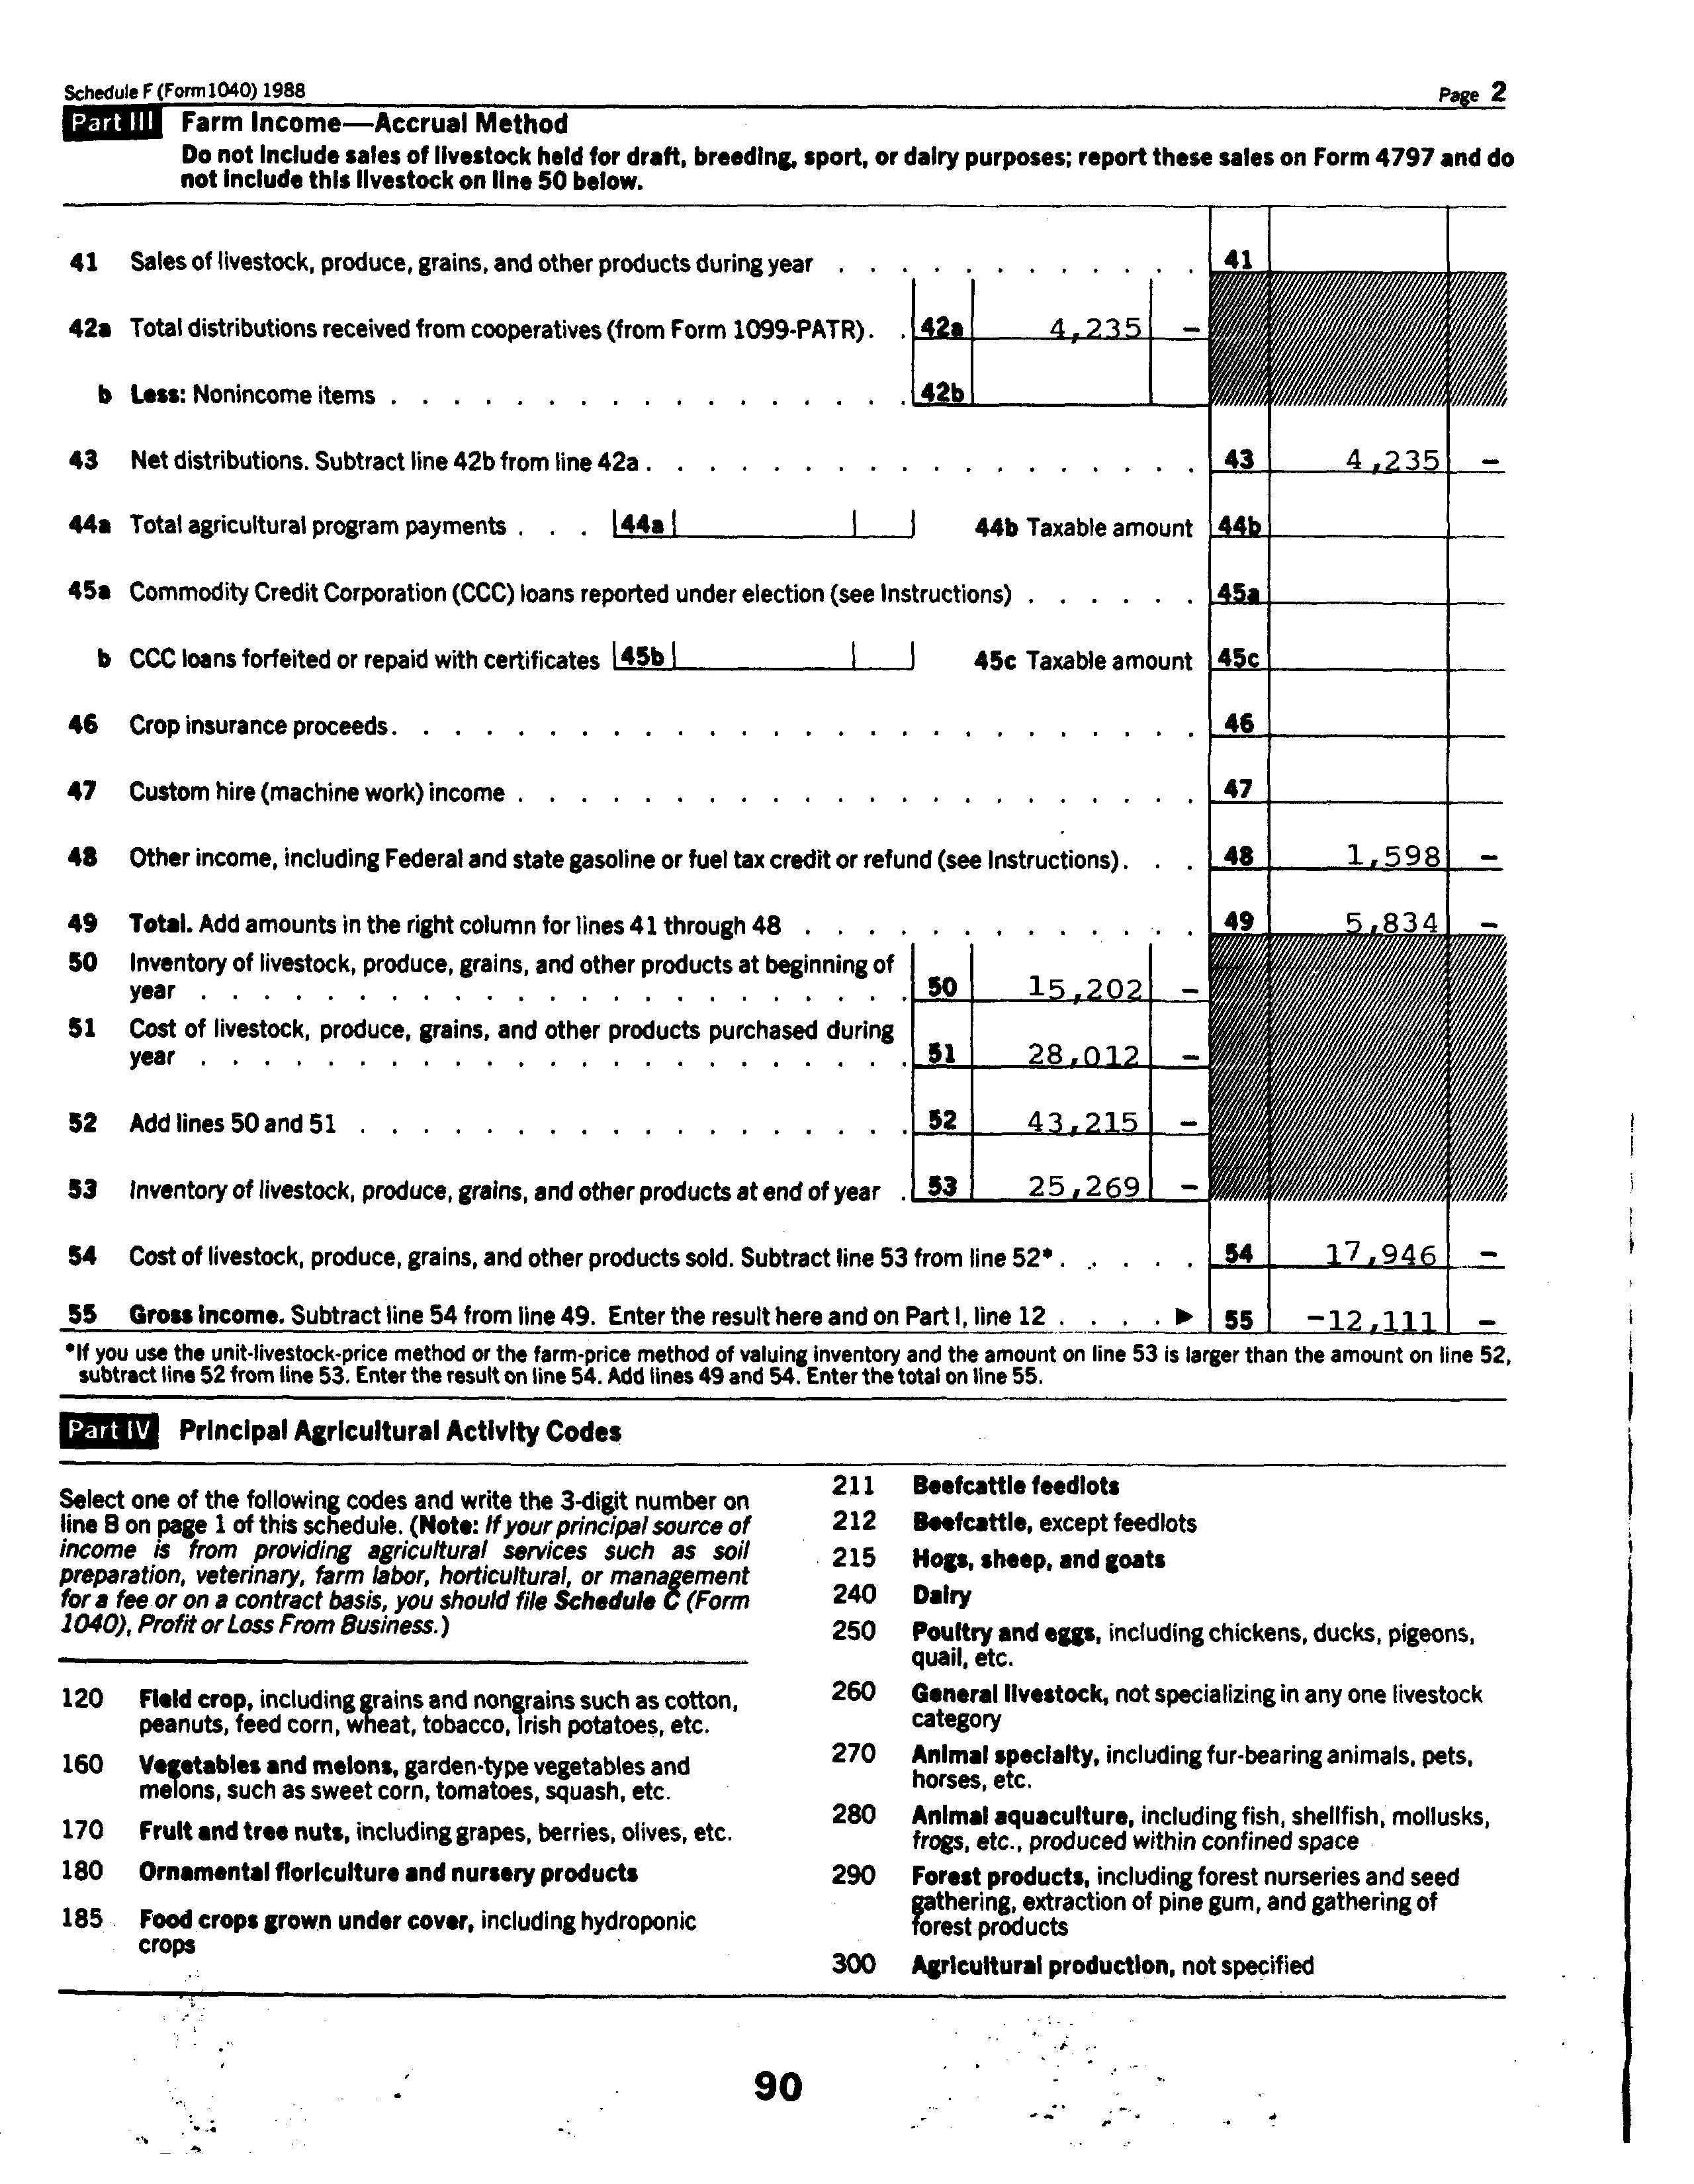 Schedule F (Form 1040) 1988 Page 2
Part III Farm Income—Accrual Method
Do not include sales of livestock held for draft, breeding, sport, or dairy purposes; report these sales on Form 4797 and do
not include this livestock on line 50 below.
41 Sales of livestock, produce, grains, and other products during year . . . . . . . . . . . . 41
42a Total distributions received from cooperatives (from Form 1099-PATR). . 42a 4,235 –
b Less: Nonincome items . . . . . . . . . . . . . . . . . 42b
43 Net distributions. Subtract line 42b from line 42a . . . . . . . . . . . . . . . . . . 43 4,235 –
44a Total agricultural program payments . . . 44a 44b Taxable amount 44b
45a Commodity Credit Corporation (CCC) loans reported under election (see Instructions) . . . . . . 45a
b CCC loans forfeited or repaid with certificates 45b 45c Taxable amount 45c
46 Crop insurance proceeds. . . . . . . . . . . . . . . . . . . . . . . . . . 46
47 Custom hire (machine work) income . . . . . . . . . . . . . . . . . . . . . . 47
48 Other income, including Federal and state gasoline or fuel tax credit or refund (see Instructions). . . 48 1,598 –
49 Total. Add amounts in the right column for lines 41 through 48 . . . . . . . . . . . . . 49 5,834 –
50 Inventory of livestock, produce, grains, and other products at beginning of
year . . . . . . . . . . . . . . . . . . . . . . . 50 15,202 –
51 Cost of livestock, produce, grains, and other products purchased during
year . . . . . . . . . . . . . . . . . . . . . . . 51 28,012 –
52 Add lines 50 and 51 . . . . . . . . . . . . . . . . . . 52 43,215 –
53 Inventory of livestock, produce, grains, and other products at end of year . 53 25,269 –
54 Cost of livestock, produce, grains, and other products sold. Subtract line 53 from line 52* . . . . . 54 17,946 –
55 Gross income. Subtract line 54 from line 49. Enter the result here and on Part I, line 12 . . . . ▶ 55 -12,111 –
*If you use the unit-livestock-price method or the farm-price method of valuing inventory and the amount on line 53 is larger than the amount on line 52,
subtract line 52 from line 53. Enter the result on line 54. Add lines 49 and 54. Enter the total on line 55.
Part IV Principal Agricultural Activity Codes
Select one of the following codes and write the 3-digit number on
line B on page 1 of this schedule. (Note: If your principal source of
income is from providing agricultural services such as soil
preparation, veterinary, farm labor, horticultural, or management
for a fee or on a contract basis, you should file Schedule C (Form
1040), Profit or Loss From Business.)
120 Field crop, including grains and nongrains such as cotton,
peanuts, feed corn, wheat, tobacco, Irish potatoes, etc.
160 Vegetables and melons, garden-type vegetables and
melons, such as sweet corn, tomatoes, squash, etc.
170 Fruit and tree nuts, including grapes, berries, olives, etc.
180 Ornamental floriculture and nursery products
185 Food crops grown under cover, including hydroponic
crops
211 Beefcattle feedlots
212 Beefcattle, except feedlots
215 Hogs, sheep, and goats
240 Dairy
250 Poultry and eggs, including chickens, ducks, pigeons,
quail, etc.
260 General livestock, not specializing in any one livestock
category
270 Animal specialty, including fur-bearing animals, pets,
horses, etc.
280 Animal aquaculture, including fish, shellfish, mollusks,
frogs, etc., produced within confined space
290 Forest products, including forest nurseries and seed
gathering, extraction of pine gum, and gathering of
forest products
300 Agricultural production, not specified
90